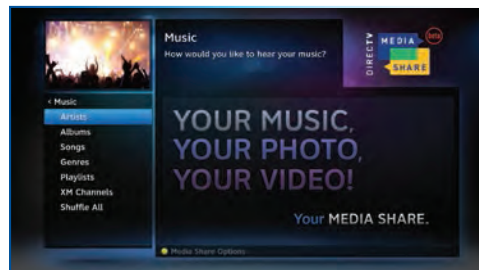 Music
How would you like to hear your music?
DIRECTV
MEDIA
BETA
SHARE
< Music
Artists
Albums
Songs
Genres
Playlists
XM Channels
Shuffle All
YOUR MUSIC,
YOUR PHOTO,
YOUR VIDEO!
Your MEDIA SHARE.
Media Share Options